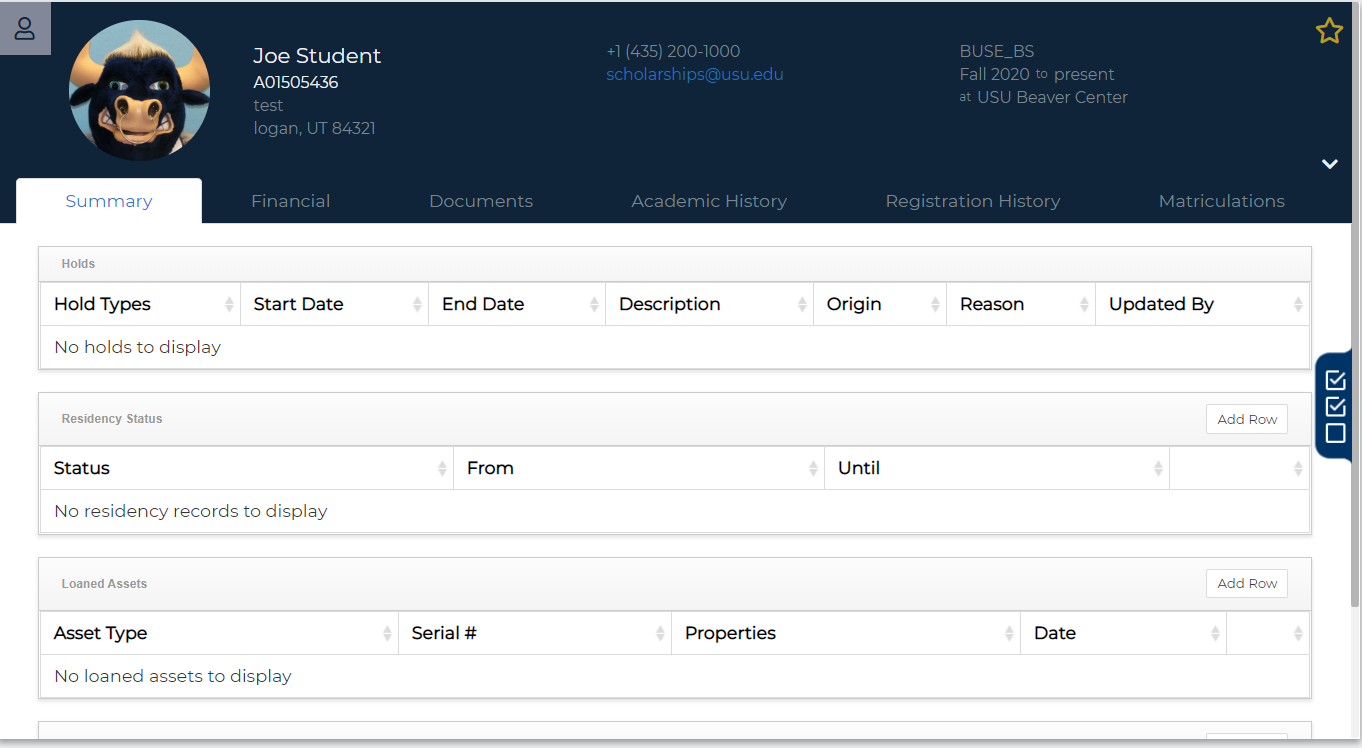 Joe Student
A01505436
test
logan, UT 84321
+1 (435) 200-1000
scholarships@usu.edu
BUSE_BS
Fall 2020 to present
at USU Beaver Center
Summary Financial Documents Academic History Registration History Matriculations
Holds
Hold Types Start Date End Date Description Origin Reason Updated By
No holds to display
Residency Status Add Row
Status From Until
No residency records to display
Loaned Assets Add Row
Asset Type Serial # Properties Date
No loaned assets to display